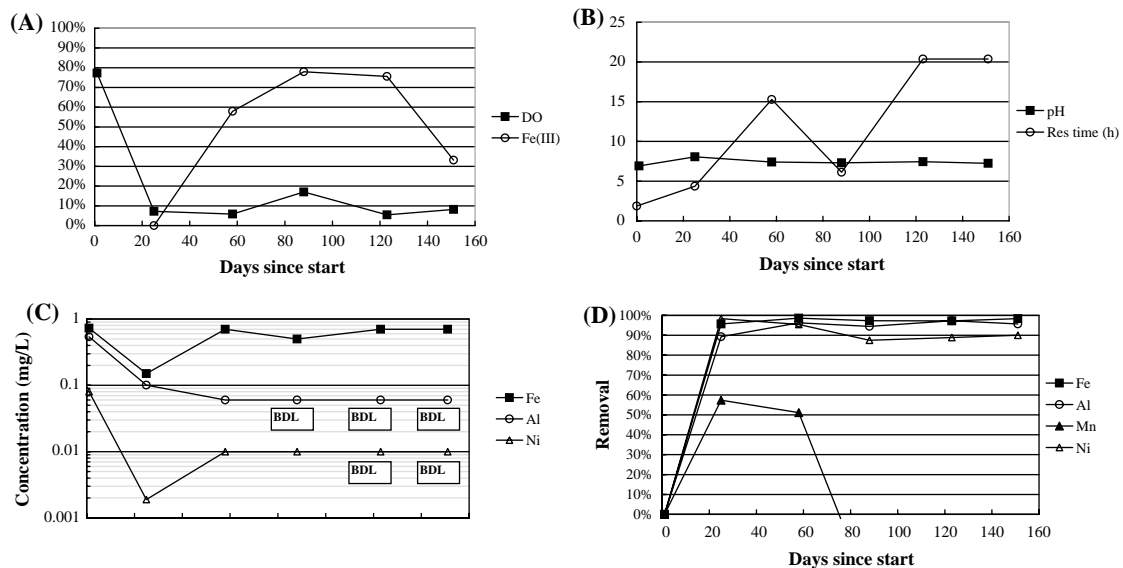 (A)
100%
90%
80%
70%
60%
50%
40%
30%
20%
10%
0%
0 20 40 60 80 100 120 140 160
Days since start
DO
Fe(III)
(B)
25
20
15
10
5
0
0 20 40 60 80 100 120 140 160
Days since start
pH
Res time (h)
(C)
Concentration (mg/L)
1
0.1
0.01
0.001
BDL BDL BDL
BDL BDL
Fe
Al
Ni
(D)
Removal
100%
90%
80%
70%
60%
50%
40%
30%
20%
10%
0%
0 20 40 60 80 100 120 140 160
Days since start
Fe
Al
Mn
Ni